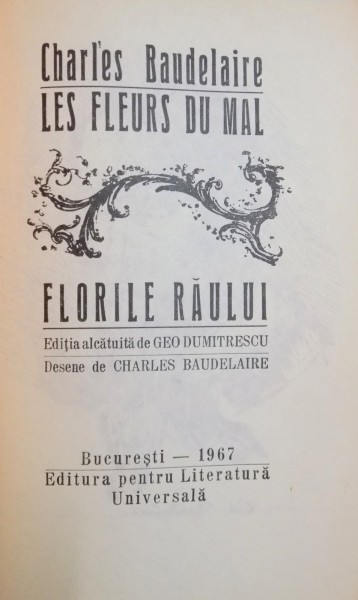 Charles Baudelaire
LES FLEURS DU MAL
FLORILE RĂULUI
Ediția alcătuită de GEO DUMITRESCU
Desene de CHARLES BAUDELAIRE
București — 1967
Editura pentru Literatură
Universală